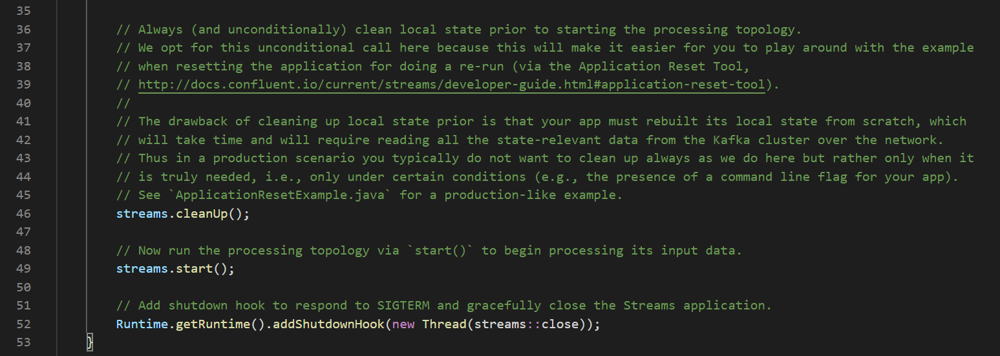 35
36 // Always (and unconditionally) clean local state prior to starting the processing topology.
37 // We opt for this unconditional call here because this will make it easier for you to play around with the example
38 // when resetting the application for doing a re-run (via the Application Reset Tool,
39 // http://docs.confluent.io/current/streams/developer-guide.html#application-reset-tool).
40 //
41 // The drawback of cleaning up local state prior is that your app must rebuilt its local state from scratch, which
42 // will take time and will require reading all the state-relevant data from the Kafka cluster over the network.
43 // Thus in a production scenario you typically do not want to clean up always as we do here but rather only when it
44 // is truly needed, i.e., only under certain conditions (e.g., the presence of a command line flag for your app).
45 // See `ApplicationResetExample.java` for a production-like example.
46 streams.cleanUp();
47
48 // Now run the processing topology via `start()` to begin processing its input data.
49 streams.start();
50
51 // Add shutdown hook to respond to SIGTERM and gracefully close the Streams application.
52 Runtime.getRuntime().addShutdownHook(new Thread(streams::close));
53 }